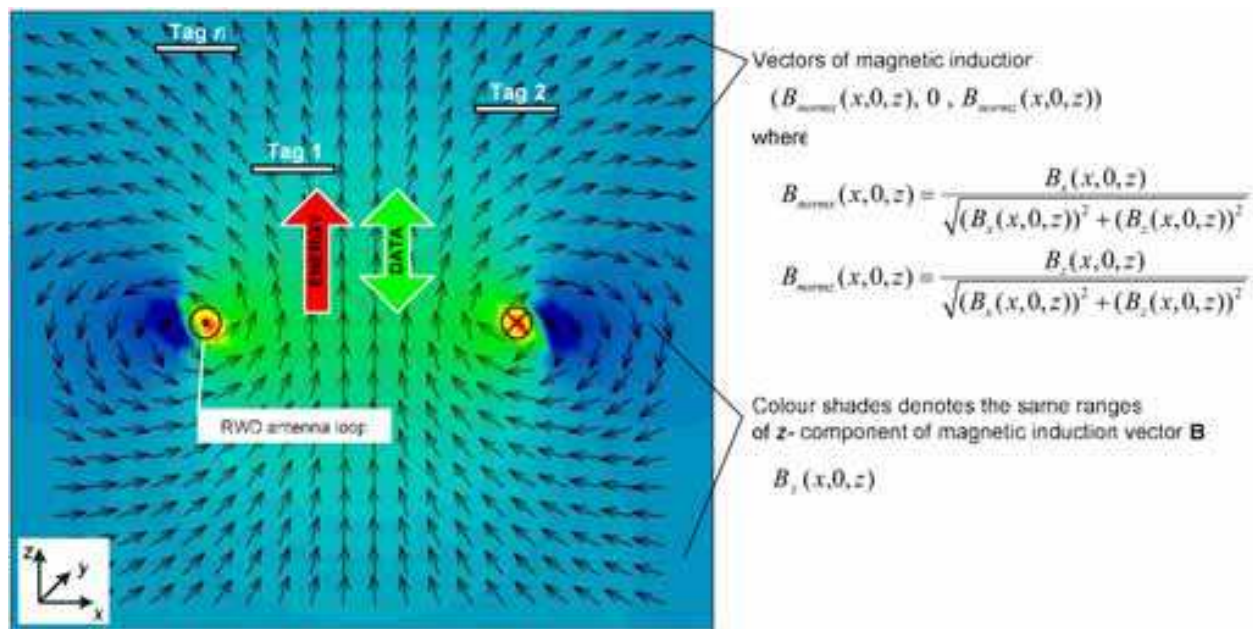 Tag n
Tag 2
Tag 1
ENERGY
DATA
RWD antenna loop
z
y
x
Vectors of magnetic induction
(B_normx(x,0,z), 0 , B_normz(x,0,z))
where
B_normx(x,0,z) = B_x(x,0,z) / √((B_x(x,0,z))² + (B_z(x,0,z))²)
B_normz(x,0,z) = B_z(x,0,z) / √((B_x(x,0,z))² + (B_z(x,0,z))²)
Colour shades denotes the same ranges
of z- component of magnetic induction vector B
B_z(x,0,z)